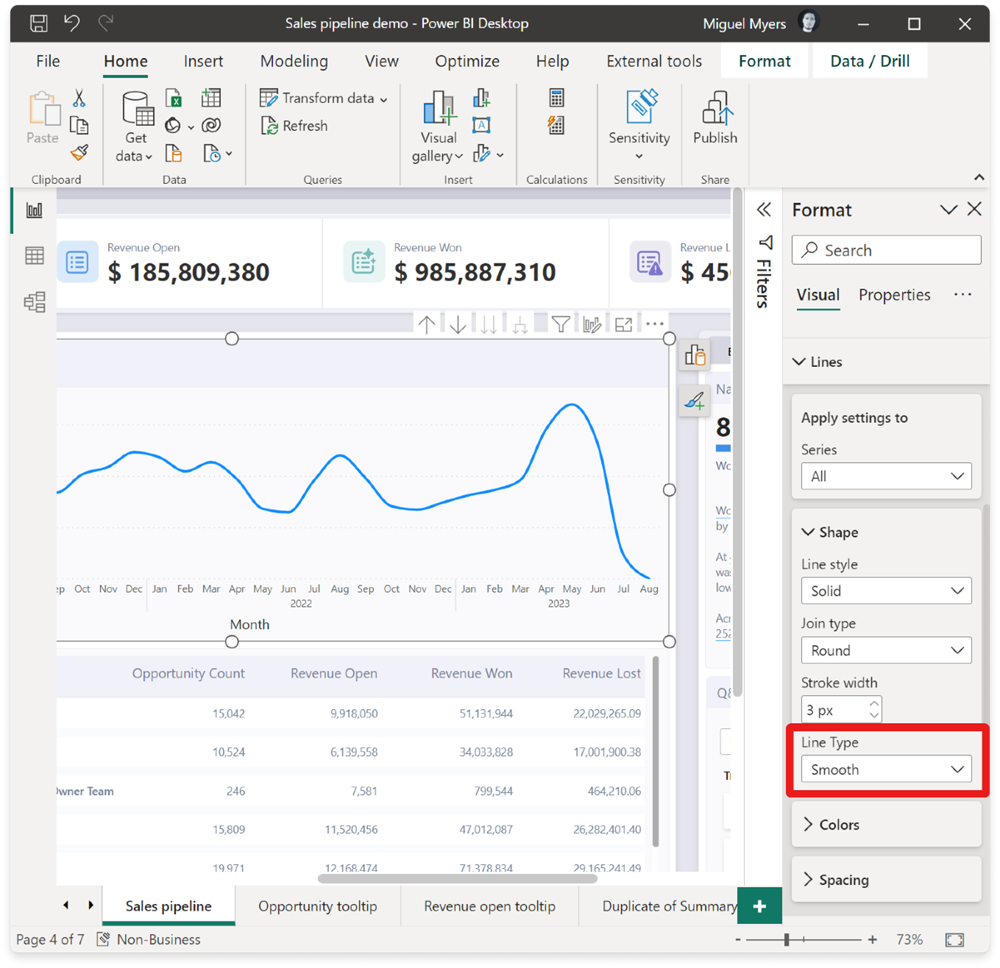 Sales pipeline demo - Power BI Desktop
Miguel Myers
File Home Insert Modeling View Optimize Help External tools Format Data / Drill
Paste
Clipboard
Get
data
Data
Transform data
Refresh
Queries
Visual
gallery
Insert
Calculations
Sensitivity
Sensitivity
Publish
Share
Revenue Open
$ 185,809,380
Revenue Won
$ 985,887,310
Revenue L
$ 45
Filters
8
At
Oct Nov Dec Jan Feb Mar Apr May Jun Jul Aug Sep Oct Nov Dec Jan Feb Mar Apr May Jun Jul Aug
2022 2023
Month
Opportunity Count Revenue Open Revenue Won Revenue Lost
15,042 9,918,050 51,131,944 22,029,265.09
10,524 6,139,558 34,033,828 17,001,900.38
wner Team 246 7,581 799,544 464,210.06
15,809 11,520,456 47,012,087 26,282,401.40
19,971 12,168,474 71,378,834 29,165,241.49
Na
Wo
Wo
by
was
low
Acr
252
Format
Search
Visual Properties ...
Lines
Apply settings to
Series
All
Shape
Line style
Solid
Join type
Round
Stroke width
3 px
Line Type
Smooth
Colors
Spacing
Sales pipeline Opportunity tooltip Revenue open tooltip Duplicate of Summary +
Page 4 of 7 Non-Business - + 73%